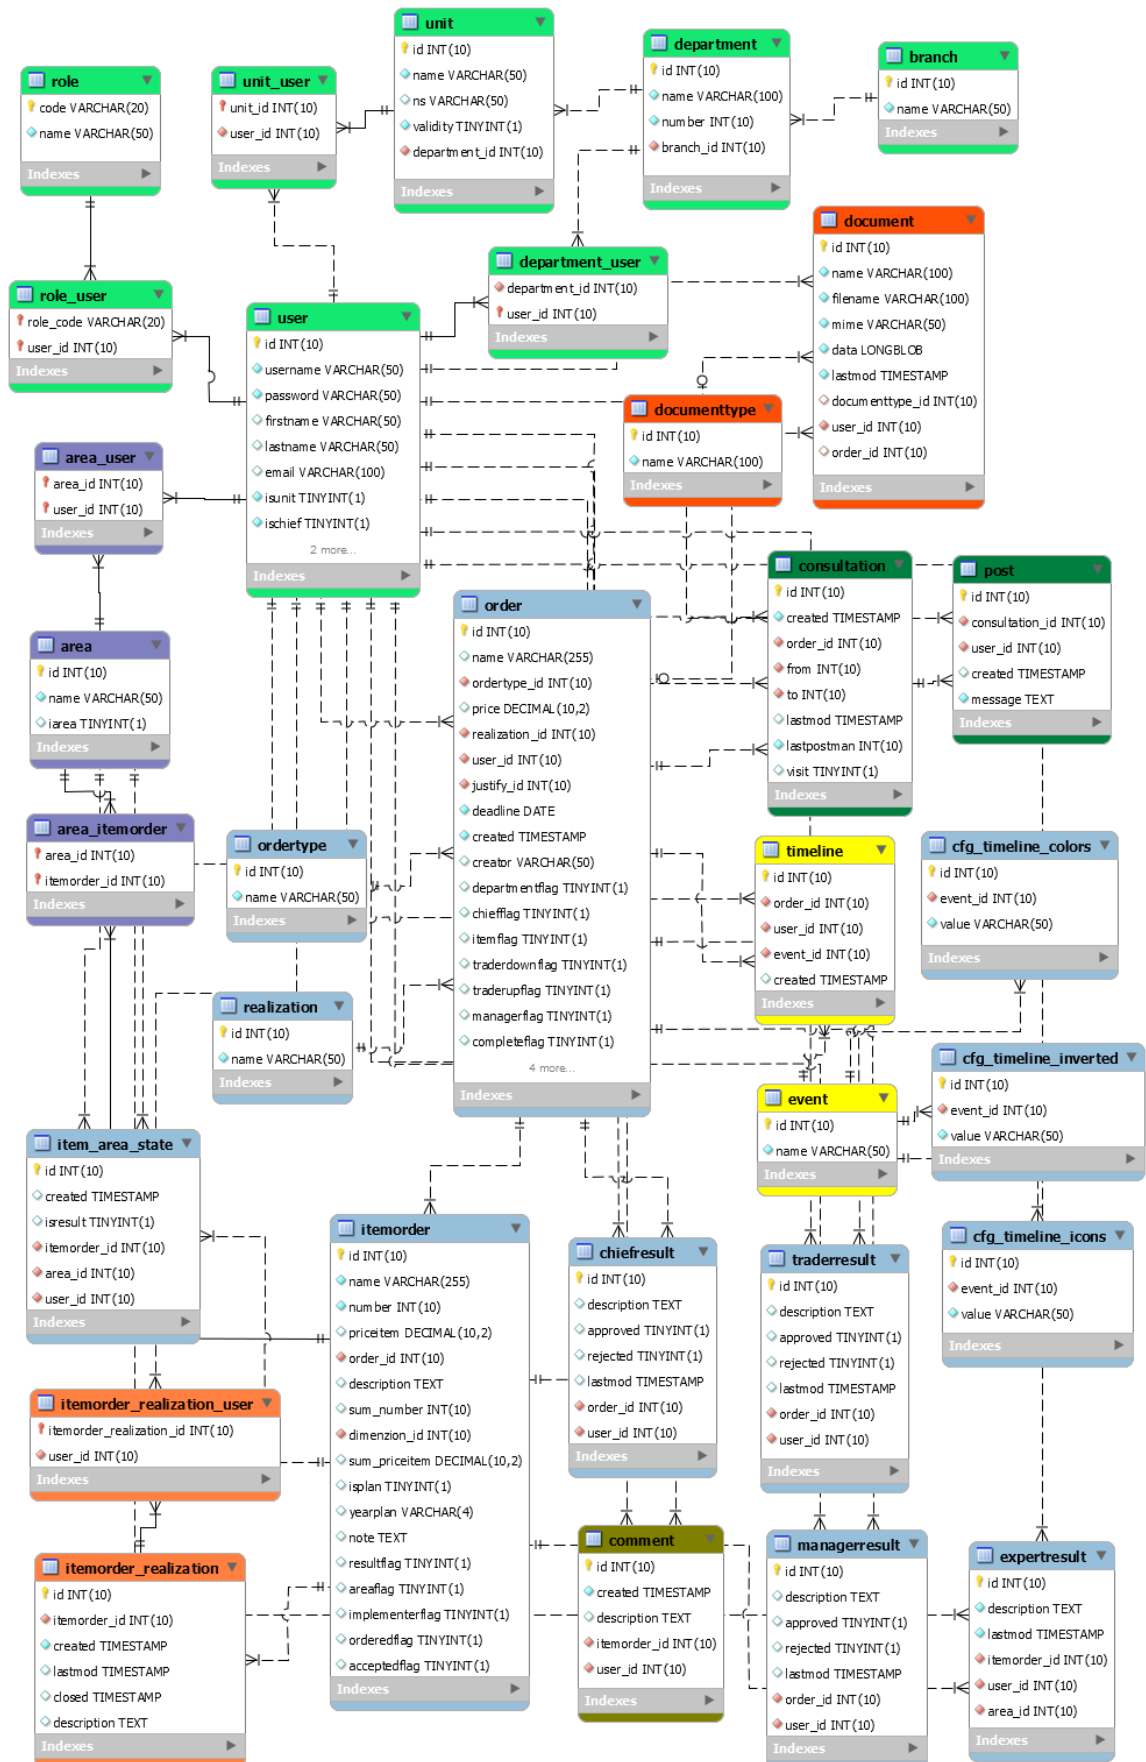 unit
id INT(10)
name VARCHAR(50)
ns VARCHAR(50)
validity TINYINT(1)
department_id INT(10)
Indexes
department
id INT(10)
name VARCHAR(100)
number INT(10)
branch_id INT(10)
Indexes
branch
id INT(10)
name VARCHAR(50)
Indexes
role
code VARCHAR(20)
name VARCHAR(50)
Indexes
unit_user
unit_id INT(10)
user_id INT(10)
Indexes
document
id INT(10)
name VARCHAR(100)
filename VARCHAR(100)
mime VARCHAR(50)
data LONGBLOB
lastmod TIMESTAMP
documenttype_id INT(10)
user_id INT(10)
order_id INT(10)
Indexes
department_user
department_id INT(10)
user_id INT(10)
Indexes
role_user
role_code VARCHAR(20)
user_id INT(10)
Indexes
user
id INT(10)
username VARCHAR(50)
password VARCHAR(50)
firstname VARCHAR(50)
lastname VARCHAR(50)
email VARCHAR(100)
isunit TINYINT(1)
ischief TINYINT(1)
2 more...
Indexes
documenttype
id INT(10)
name VARCHAR(100)
Indexes
area_user
area_id INT(10)
user_id INT(10)
Indexes
consultation
id INT(10)
created TIMESTAMP
order_id INT(10)
from INT(10)
to INT(10)
lastmod TIMESTAMP
lastpostman INT(10)
visit TINYINT(1)
Indexes
post
id INT(10)
consultation_id INT(10)
user_id INT(10)
created TIMESTAMP
message TEXT
Indexes
order
id INT(10)
name VARCHAR(255)
ordertype_id INT(10)
price DECIMAL(10,2)
realization_id INT(10)
user_id INT(10)
justify_id INT(10)
deadline DATE
created TIMESTAMP
creator VARCHAR(50)
departmentflag TINYINT(1)
chiefflag TINYINT(1)
itemflag TINYINT(1)
traderdownflag TINYINT(1)
traderupflag TINYINT(1)
managerflag TINYINT(1)
completeflag TINYINT(1)
4 more...
Indexes
area
id INT(10)
name VARCHAR(50)
iarea TINYINT(1)
Indexes
area_itemorder
area_id INT(10)
itemorder_id INT(10)
Indexes
ordertype
id INT(10)
name VARCHAR(50)
Indexes
timeline
id INT(10)
order_id INT(10)
user_id INT(10)
event_id INT(10)
created TIMESTAMP
Indexes
cfg_timeline_colors
id INT(10)
event_id INT(10)
value VARCHAR(50)
Indexes
realization
id INT(10)
name VARCHAR(50)
Indexes
cfg_timeline_inverted
id INT(10)
event_id INT(10)
value VARCHAR(50)
Indexes
event
id INT(10)
name VARCHAR(50)
Indexes
item_area_state
id INT(10)
created TIMESTAMP
isresult TINYINT(1)
itemorder_id INT(10)
area_id INT(10)
user_id INT(10)
Indexes
itemorder
id INT(10)
name VARCHAR(255)
number INT(10)
priceitem DECIMAL(10,2)
order_id INT(10)
description TEXT
sum_number INT(10)
dimenzion_id INT(10)
sum_priceitem DECIMAL(10,2)
isplan TINYINT(1)
yearplan VARCHAR(4)
note TEXT
resultflag TINYINT(1)
areaflag TINYINT(1)
implementerflag TINYINT(1)
orderedflag TINYINT(1)
acceptedflag TINYINT(1)
Indexes
chiefresult
id INT(10)
description TEXT
approved TINYINT(1)
rejected TINYINT(1)
lastmod TIMESTAMP
order_id INT(10)
user_id INT(10)
Indexes
traderresult
id INT(10)
description TEXT
approved TINYINT(1)
rejected TINYINT(1)
lastmod TIMESTAMP
order_id INT(10)
user_id INT(10)
Indexes
cfg_timeline_icons
id INT(10)
event_id INT(10)
value VARCHAR(50)
Indexes
itemorder_realization_user
itemorder_realization_id INT(10)
user_id INT(10)
Indexes
itemorder_realization
id INT(10)
itemorder_id INT(10)
created TIMESTAMP
lastmod TIMESTAMP
closed TIMESTAMP
description TEXT
Indexes
comment
id INT(10)
created TIMESTAMP
description TEXT
itemorder_id INT(10)
user_id INT(10)
Indexes
managerresult
id INT(10)
description TEXT
approved TINYINT(1)
rejected TINYINT(1)
lastmod TIMESTAMP
order_id INT(10)
user_id INT(10)
Indexes
expertresult
id INT(10)
description TEXT
lastmod TIMESTAMP
itemorder_id INT(10)
user_id INT(10)
area_id INT(10)
Indexes